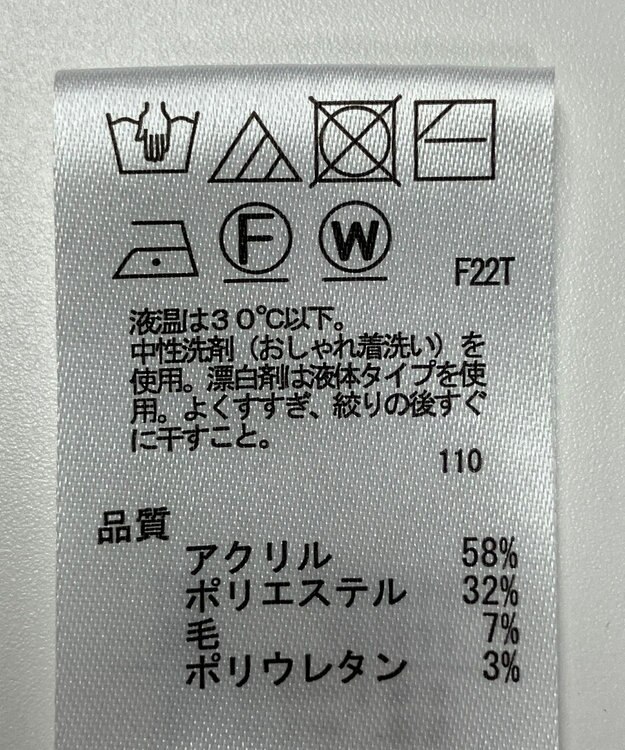 F W
F22T
液温は30℃以下。
中性洗剤（おしゃれ着洗い）を
使用。漂白剤は液体タイプを使
用。よくすすぎ、絞りの後すぐ
に干すこと。
110
品質
アクリル 58%
ポリエステル 32%
毛 7%
ポリウレタン 3%